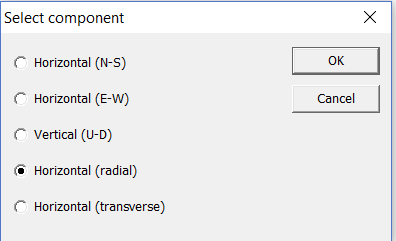 Select component
Horizontal (N-S)
OK
Horizontal (E-W)
Cancel
Vertical (U-D)
Horizontal (radial)
Horizontal (transverse)